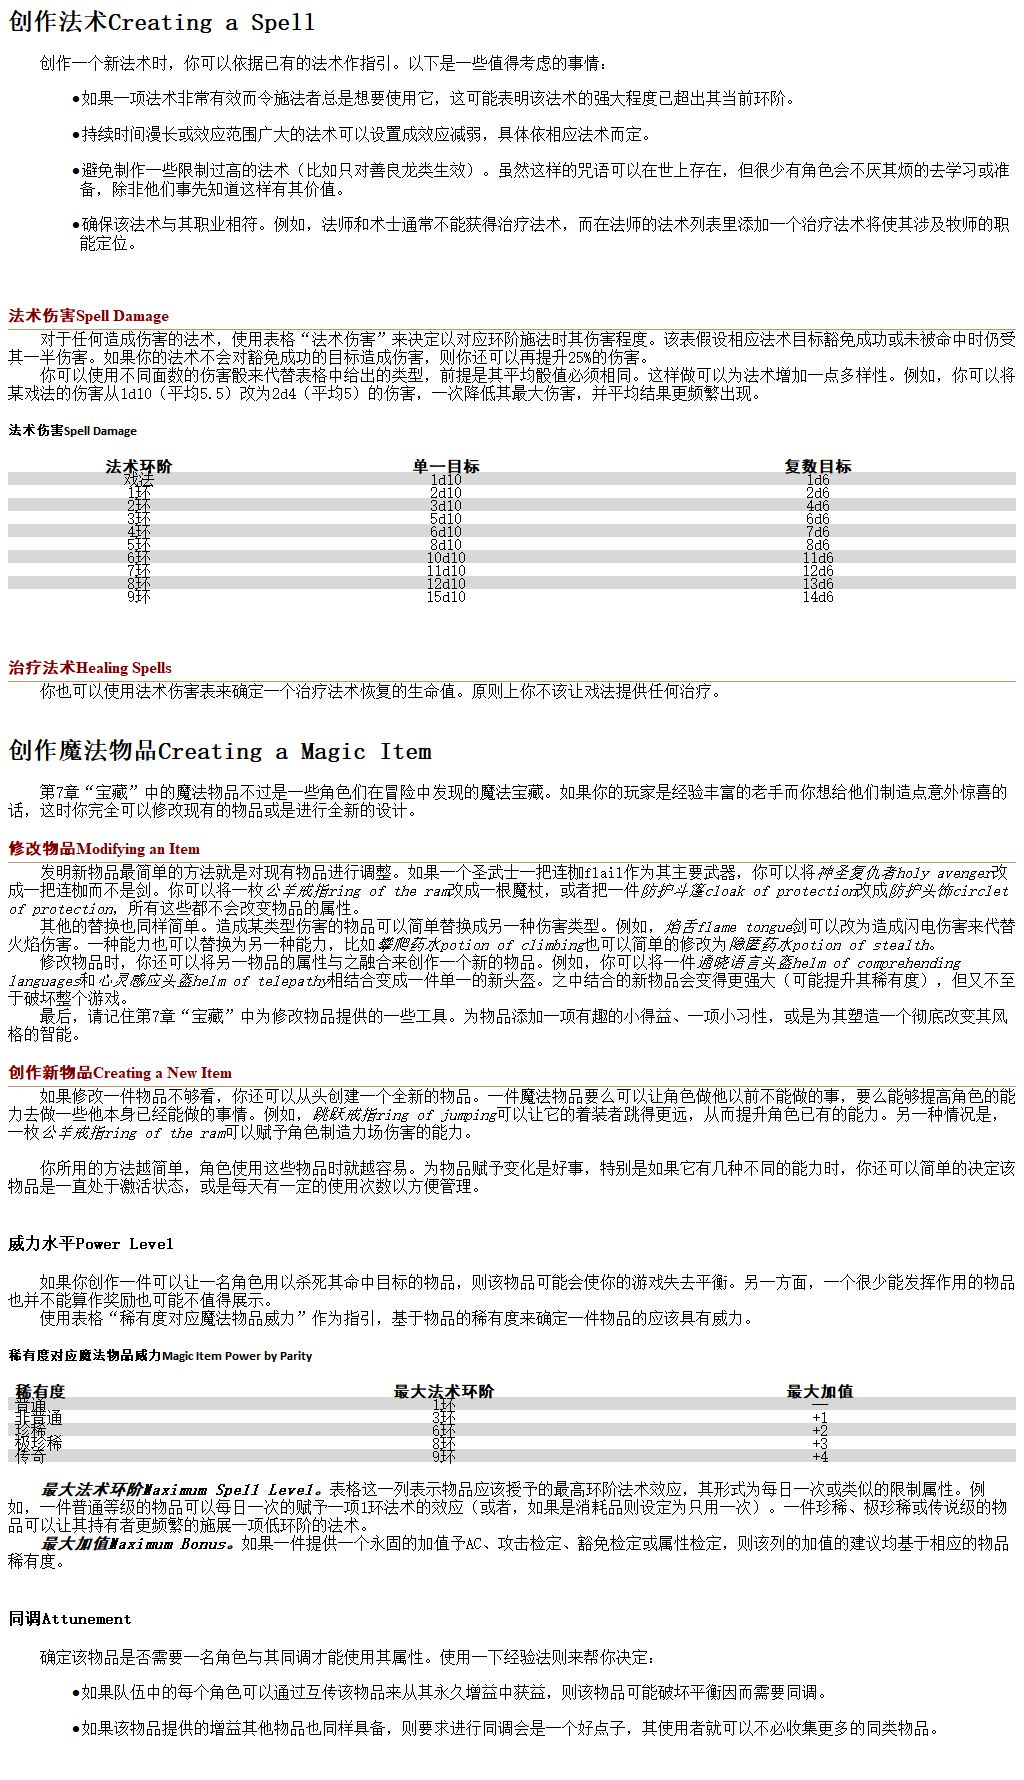 创作法术Creating a Spell
创作一个新法术时，你可以依据已有的法术作指引。以下是一些值得考虑的事情：
●如果一项法术非常有效而令施法者总是想要使用它，这可能表明该法术的强大程度已超出其当前环阶。
●持续时间漫长或效应范围广大的法术可以设置成效应减弱，具体依相应法术而定。
●避免制作一些限制过高的法术（比如只对善良龙类生效）。虽然这样的咒语可以在世上存在，但很少有角色会不厌其烦的去学习或准
备，除非他们事先知道这样有其价值。
●确保该法术与其职业相符。例如，法师和术士通常不能获得治疗法术，而在法师的法术列表里添加一个治疗法术将使其涉及牧师的职
能定位。
法术伤害Spell Damage
对于任何造成伤害的法术，使用表格“法术伤害”来决定以对应环阶施法时其伤害程度。该表假设相应法术目标豁免成功或未被命中时仍受
其一半伤害。如果你的法术不会对豁免成功的目标造成伤害，则你还可以再提升25%的伤害。
你可以使用不同面数的伤害骰来代替表格中给出的类型，前提是其平均骰值必须相同。这样做可以为法术增加一点多样性。例如，你可以将
某戏法的伤害从1d10（平均5.5）改为2d4（平均5）的伤害，一次降低其最大伤害，并平均结果更频繁出现。
法术伤害Spell Damage
法术环阶 单一目标 复数目标
戏法 1d10 1d6
1环 2d10 2d6
2环 3d10 4d6
3环 5d10 6d6
4环 6d10 7d6
5环 8d10 8d6
6环 10d10 11d6
7环 11d10 12d6
8环 12d10 13d6
9环 15d10 14d6
治疗法术Healing Spells
你也可以使用法术伤害表来确定一个治疗法术恢复的生命值。原则上你不该让戏法提供任何治疗。
创作魔法物品Creating a Magic Item
第7章“宝藏”中的魔法物品不过是一些角色们在冒险中发现的魔法宝藏。如果你的玩家是经验丰富的老手而你想给他们制造点意外惊喜的
话，这时你完全可以修改现有的物品或是进行全新的设计。
修改物品Modifying an Item
发明新物品最简单的方法就是对现有物品进行调整。如果一个圣武士一把连枷flail作为其主要武器，你可以将神圣复仇者holy avenger改
成一把连枷而不是剑。你可以将一枚公羊戒指ring of the ram改成一根魔杖，或者把一件防护斗篷cloak of protection改成防护头饰circlet
of protection，所有这些都不会改变物品的属性。
其他的替换也同样简单。造成某类型伤害的物品可以简单替换成另一种伤害类型。例如，焰舌flame tongue剑可以改为造成闪电伤害来代替
火焰伤害。一种能力也可以替换为另一种能力，比如攀爬药水potion of climbing也可以简单的修改为隐匿药水potion of stealth。
修改物品时，你还可以将另一物品的属性与之融合来创作一个新的物品。例如，你可以将一件通晓语言头盔helm of comprehending
languages和心灵感应头盔helm of telepathy相结合变成一件单一的新头盔。之中结合的新物品会变得更强大（可能提升其稀有度），但又不至
于破坏整个游戏。
最后，请记住第7章“宝藏”中为修改物品提供的一些工具。为物品添加一项有趣的小得益、一项小习性，或是为其塑造一个彻底改变其风
格的智能。
创作新物品Creating a New Item
如果修改一件物品不够看，你还可以从头创建一个全新的物品。一件魔法物品要么可以让角色做他以前不能做的事，要么能够提高角色的能
力去做一些他本身已经能做的事情。例如，跳跃戒指ring of jumping可以让它的着装者跳得更远，从而提升角色已有的能力。另一种情况是，
一枚公羊戒指ring of the ram可以赋予角色制造力场伤害的能力。
你所用的方法越简单，角色使用这些物品时就越容易。为物品赋予变化是好事，特别是如果它有几种不同的能力时，你还可以简单的决定该
物品是一直处于激活状态，或是每天有一定的使用次数以方便管理。
威力水平Power Level
如果你创作一件可以让一名角色用以杀死其命中目标的物品，则该物品可能会使你的游戏失去平衡。另一方面，一个很少能发挥作用的物品
也并不能算作奖励也可能不值得展示。
使用表格“稀有度对应魔法物品威力”作为指引，基于物品的稀有度来确定一件物品的应该具有威力。
稀有度对应魔法物品威力Magic Item Power by Parity
稀有度 最大法术环阶 最大加值
普通 1环 —
非普通 3环 +1
珍稀 6环 +2
极珍稀 8环 +3
传奇 9环 +4
最大法术环阶Maximum Spell Level。表格这一列表示物品应该授予的最高环阶法术效应，其形式为每日一次或类似的限制属性。例
如，一件普通等级的物品可以每日一次的赋予一项1环法术的效应（或者，如果是消耗品则设定为只用一次）。一件珍稀、极珍稀或传说级的物
品可以让其持有者更频繁的施展一项低环阶的法术。
最大加值Maximum Bonus。如果一件提供一个永固的加值予AC、攻击检定、豁免检定或属性检定，则该列的加值的建议均基于相应的物品
稀有度。
同调Attunement
确定该物品是否需要一名角色与其同调才能使用其属性。使用一下经验法则来帮你决定：
●如果队伍中的每个角色可以通过互传该物品来从其永久增益中获益，则该物品可能破坏平衡因而需要同调。
●如果该物品提供的增益其他物品也同样具备，则要求进行同调会是一个好点子，其使用者就可以不必收集更多的同类物品。